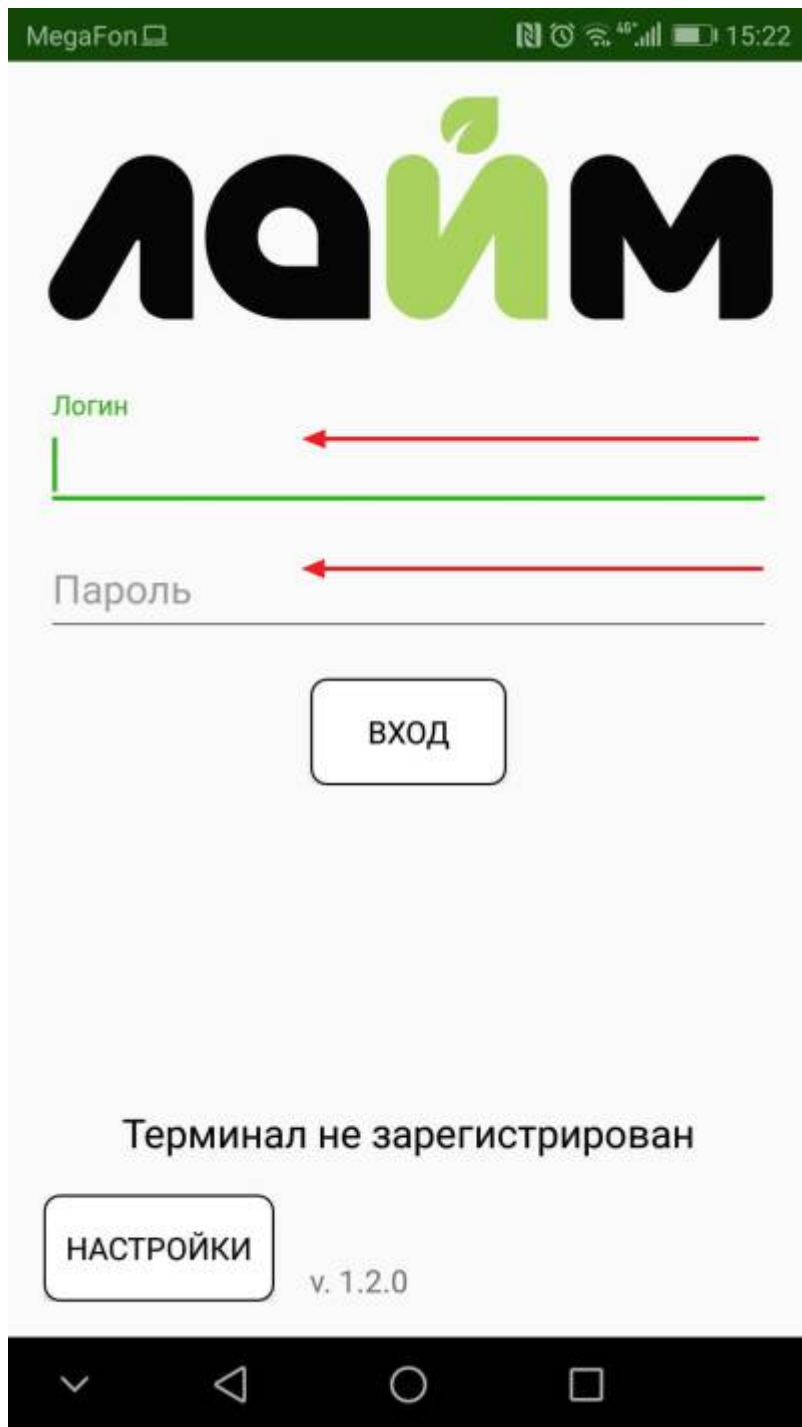 MegaFon 15:22
лайм
Логин
Пароль
ВХОД
Терминал не зарегистрирован
НАСТРОЙКИ
v. 1.2.0